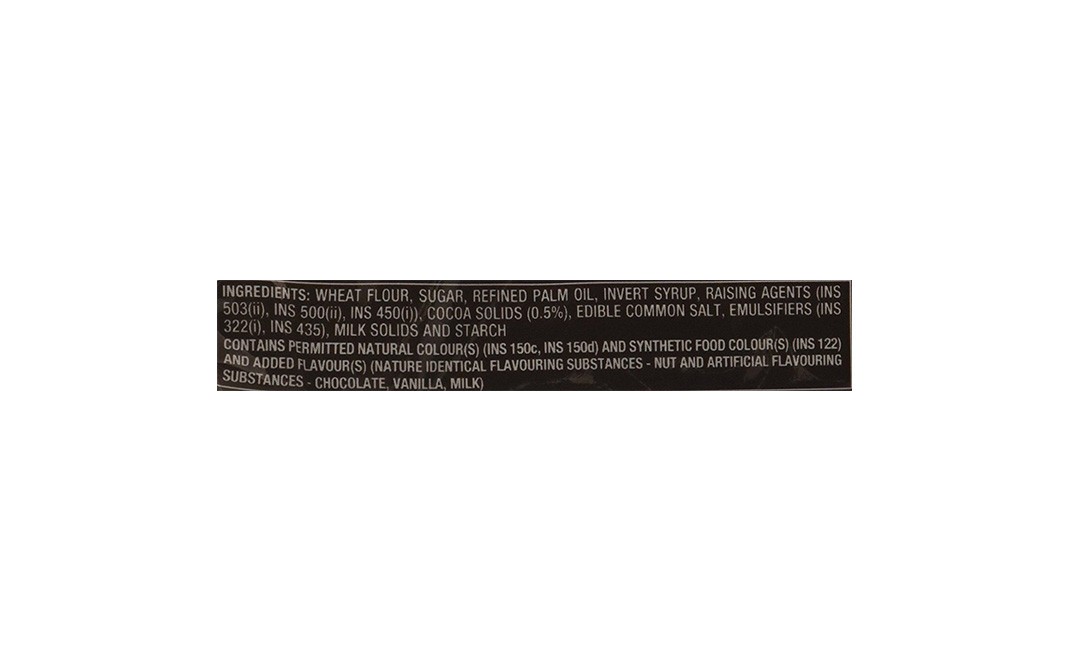 INGREDIENTS: WHEAT FLOUR, SUGAR, REFINED PALM OIL, INVERT SYRUP, RAISING AGENTS (INS
503(ii), INS 500(ii), INS 450(i)), COCOA SOLIDS (0.5%), EDIBLE COMMON SALT, EMULSIFIERS (INS
322(i), INS 435), MILK SOLIDS AND STARCH
CONTAINS PERMITTED NATURAL COLOUR(S) (INS 150c, INS 150d) AND SYNTHETIC FOOD COLOUR(S) (INS 122)
AND ADDED FLAVOUR(S) (NATURE IDENTICAL FLAVOURING SUBSTANCES - NUT AND ARTIFICIAL FLAVOURING
SUBSTANCES - CHOCOLATE, VANILLA, MILK)